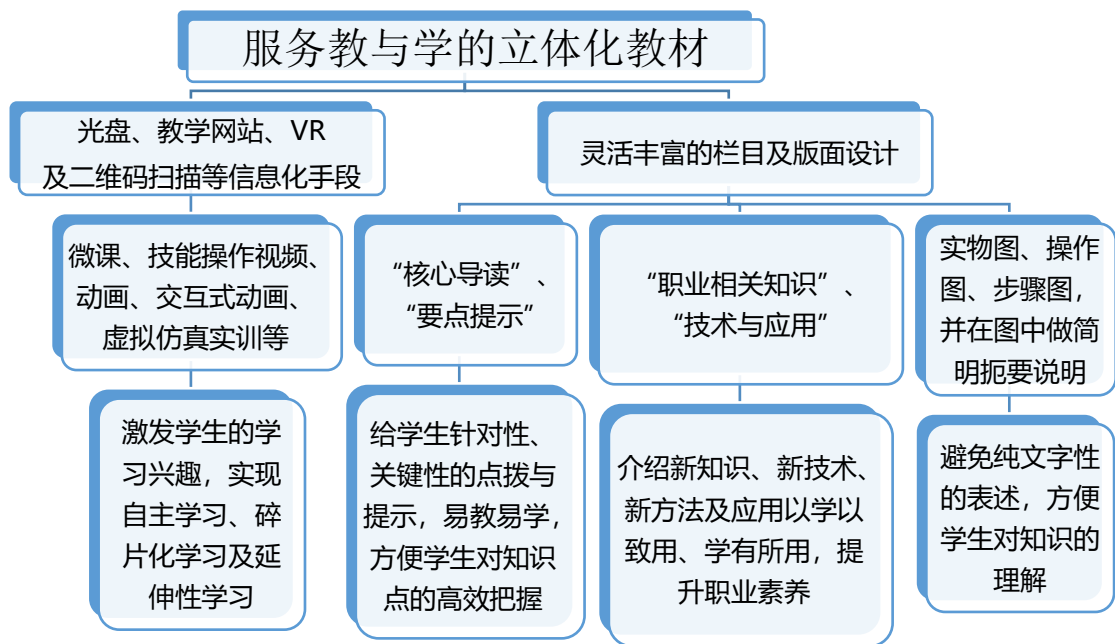 服务教与学的立体化教材
光盘、教学网站、VR
及二维码扫描等信息化手段
灵活丰富的栏目及版面设计
微课、技能操作视频、
动画、交互式动画、
虚拟仿真实训等
“核心导读”、
“要点提示”
“职业相关知识”、
“技术与应用”
实物图、操作
图、步骤图，
并在图中做简
明扼要说明
激发学生的学
习兴趣，实现
自主学习、碎
片化学习及延
伸性学习
给学生针对性、
关键性的点拨与
提示，易教易学，
方便学生对知识
点的高效把握
介绍新知识、新技术、
新方法及应用以学以
致用、学有所用，提
升职业素养
避免纯文字性
的表述，方便
学生对知识的
理解